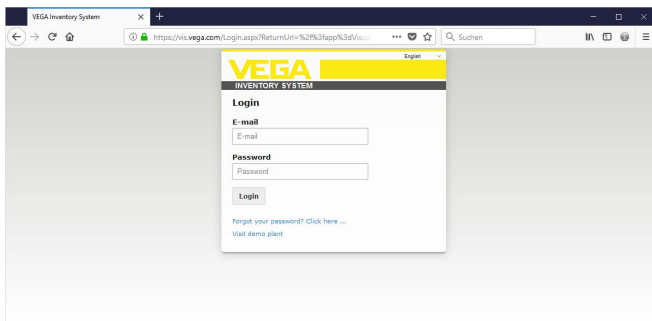 VEGA Inventory System
https://vis.vega.com/Login.aspx?ReturnUrl=%2f%3fapp%3dVisu
Suchen
English
VEGA
INVENTORY SYSTEM
Login
E-mail
E-mail
Password
Password
Login
Forgot your password? Click here ...
Visit demo plant